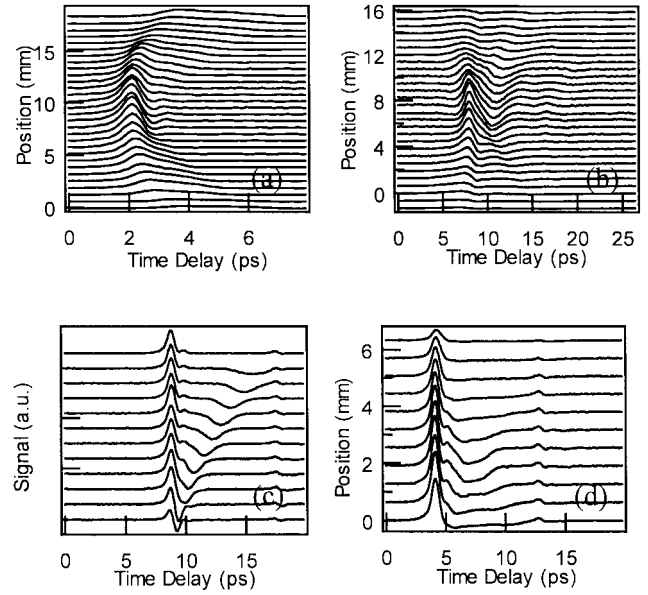 15
10
5
0
Position (mm)
(a)
0 2 4 6
Time Delay (ps)
16
12
8
4
0
Position (mm)
(b)
0 5 10 15 20 25
Time Delay (ps)
Signal (a.u.)
(c)
0 5 10 15
Time Delay (ps)
6
4
2
0
Position (mm)
(d)
0 5 10 15
Time Delay (ps)